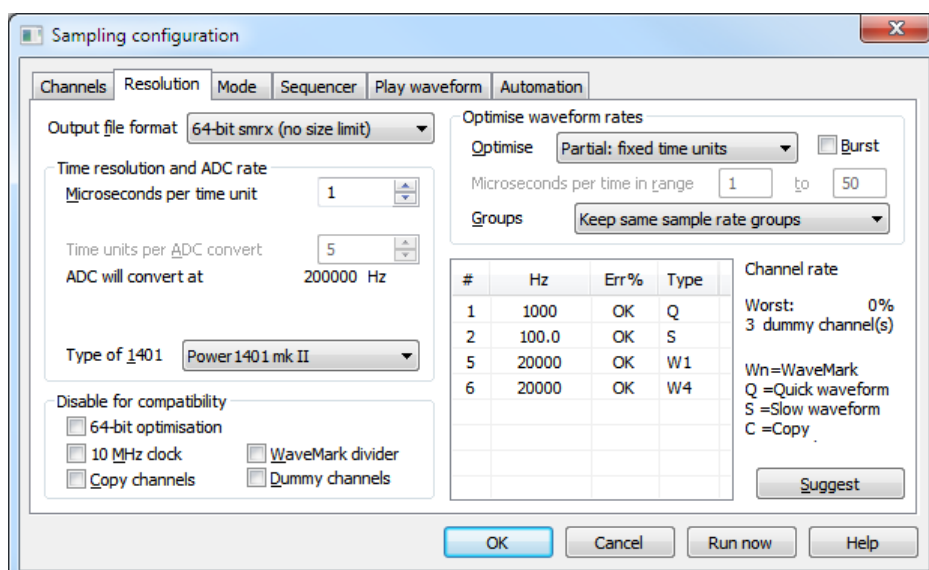 Sampling configuration
Channels Resolution Mode Sequencer Play waveform Automation
Output file format 64-bit smrx (no size limit)
Time resolution and ADC rate
Microseconds per time unit 1
Time units per ADC convert 5
ADC will convert at 200000 Hz
Type of 1401 Power1401 mk II
Disable for compatibility
64-bit optimisation
10 MHz clock WaveMark divider
Copy channels Dummy channels
Optimise waveform rates
Optimise Partial: fixed time units Burst
Microseconds per time in range 1 to 50
Groups Keep same sample rate groups
# Hz Err% Type
1 1000 OK Q
2 100.0 OK S
5 20000 OK W1
6 20000 OK W4
Channel rate
Worst: 0%
3 dummy channel(s)
Wn=WaveMark
Q =Quick waveform
S =Slow waveform
C =Copy
Suggest
OK Cancel Run now Help